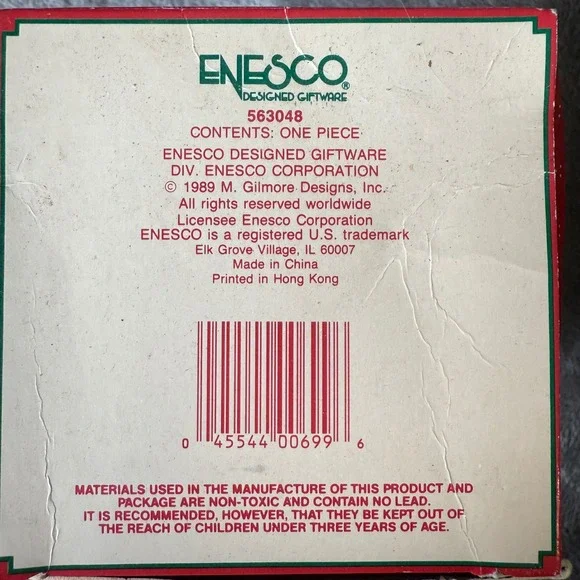 ENESCO®
DESIGNED GIFTWARE
563048
CONTENTS: ONE PIECE
ENESCO DESIGNED GIFTWARE
DIV. ENESCO CORPORATION
© 1989 M. Gilmore Designs, Inc.
All rights reserved worldwide
Licensee Enesco Corporation
ENESCO is a registered U.S. trademark
Elk Grove Village, IL 60007
Made in China
Printed in Hong Kong
0 45544 00699 6
MATERIALS USED IN THE MANUFACTURE OF THIS PRODUCT AND
PACKAGE ARE NON-TOXIC AND CONTAIN NO LEAD.
IT IS RECOMMENDED, HOWEVER, THAT THEY BE KEPT OUT OF
THE REACH OF CHILDREN UNDER THREE YEARS OF AGE.